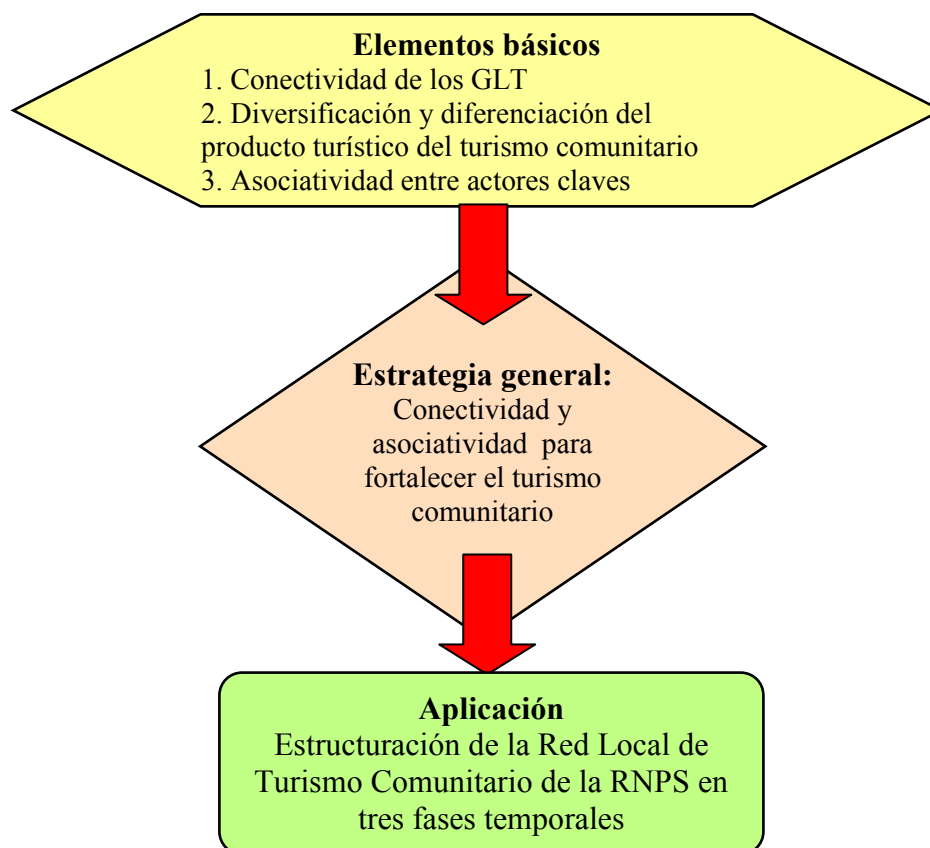 Elementos básicos
1. Conectividad de los GLT
2. Diversificación y diferenciación del
producto turístico del turismo comunitario
3. Asociatividad entre actores claves
Estrategia general:
Conectividad y
asociatividad para
fortalecer el turismo
comunitario
Aplicación
Estructuración de la Red Local de
Turismo Comunitario de la RNPS en
tres fases temporales